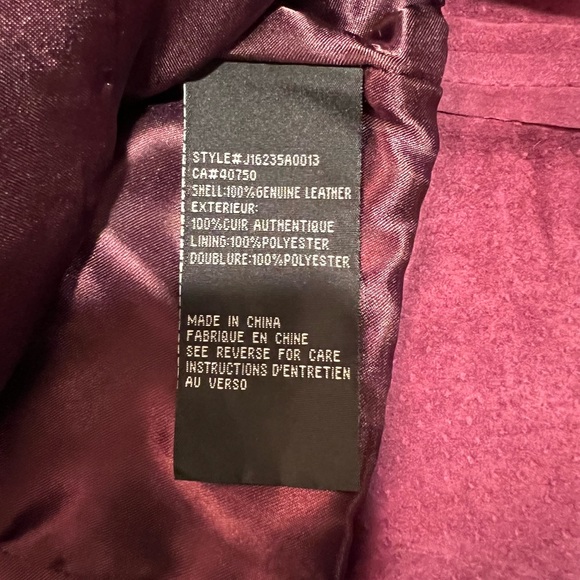 STYLE#J16235A0013
CA#40750
SHELL:100%GENUINE LEATHER
EXTERIEUR:
100%CUIR AUTHENTIQUE
LINING:100%POLYESTER
DOUBLURE:100%POLYESTER
MADE IN CHINA
FABRIQUE EN CHINE
SEE REVERSE FOR CARE
INSTRUCTIONS D'ENTRETIEN
AU VERSO